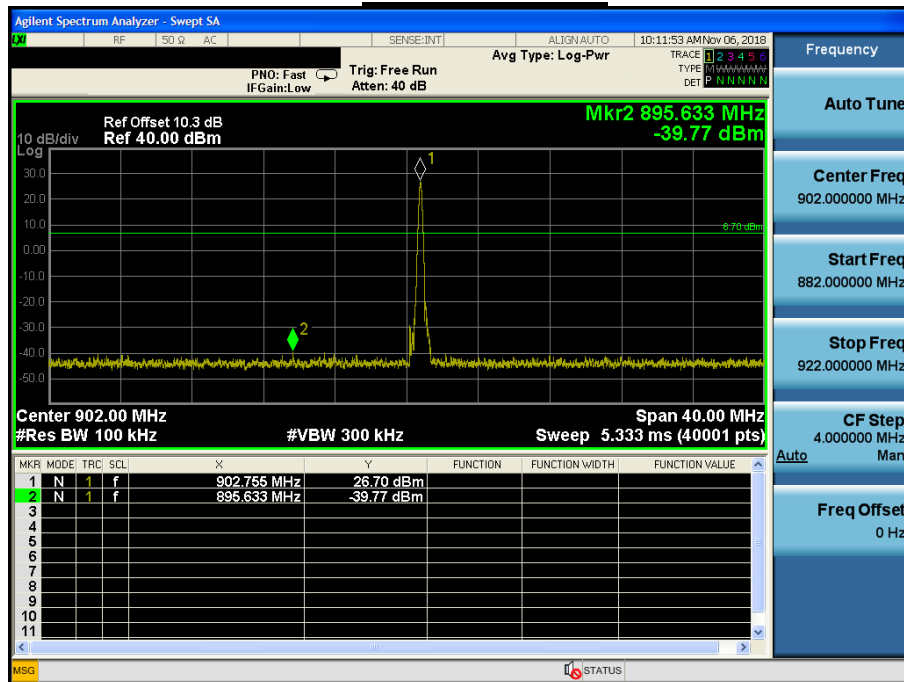 Agilent Spectrum Analyzer - Swept SA
LXI RF 50 Ω AC SENSE:INT ALIGN AUTO 10:11:53 AM Nov 06, 2018
Avg Type: Log-Pwr
TRACE 1 2 3 4 5 6
TYPE M WWWWW
DET P N N N N N
PNO: Fast Trig: Free Run
IFGain:Low Atten: 40 dB
Frequency
Auto Tune
Center Freq
902.000000 MHz
Start Freq
882.000000 MHz
Stop Freq
922.000000 MHz
CF Step
4.000000 MHz
Auto Man
Freq Offset
0 Hz
Mkr2 895.633 MHz
-39.77 dBm
Ref Offset 10.3 dB
10 dB/div Ref 40.00 dBm
Log
1
30.0
20.0
10.0
6.70 dBm
0.00
-10.0
-20.0
-30.0
2
-40.0
-50.0
Center 902.00 MHz Span 40.00 MHz
#Res BW 100 kHz #VBW 300 kHz Sweep 5.333 ms (40001 pts)
MKR MODE TRC SCL X Y FUNCTION FUNCTION WIDTH FUNCTION VALUE
1 N 1 f 902.755 MHz 26.70 dBm
2 N 1 f 895.633 MHz -39.77 dBm
3
4
5
6
7
8
9
10
11
MSG STATUS